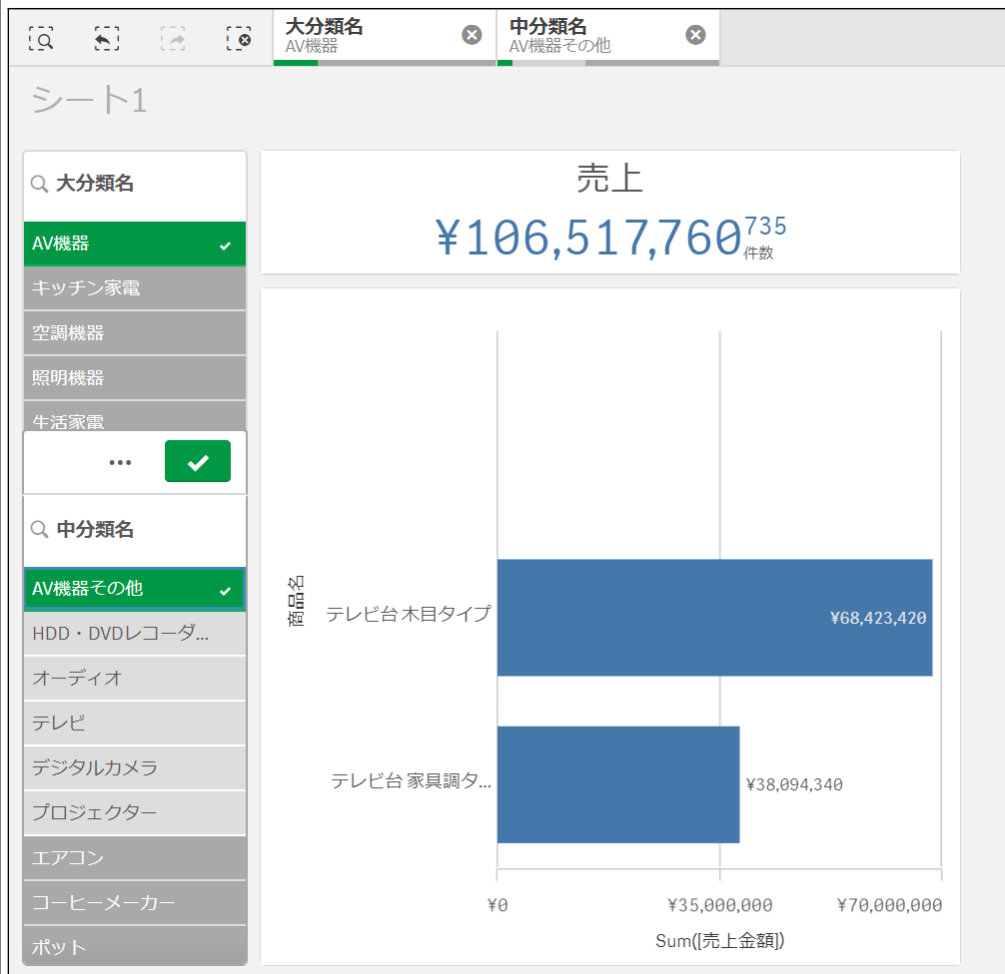 大分類名
AV機器
中分類名
AV機器その他
シート1
大分類名
AV機器
キッチン家電
空調機器
照明機器
生活家電
中分類名
AV機器その他
HDD・DVDレコーダ...
オーディオ
テレビ
デジタルカメラ
プロジェクター
エアコン
コーヒーメーカー
ポット
売上
¥106,517,760 735
件数
商品名
テレビ台 木目タイプ
¥68,423,420
テレビ台 家具調タ...
¥38,094,340
¥0 ¥35,000,000 ¥70,000,000
Sum([売上金額])